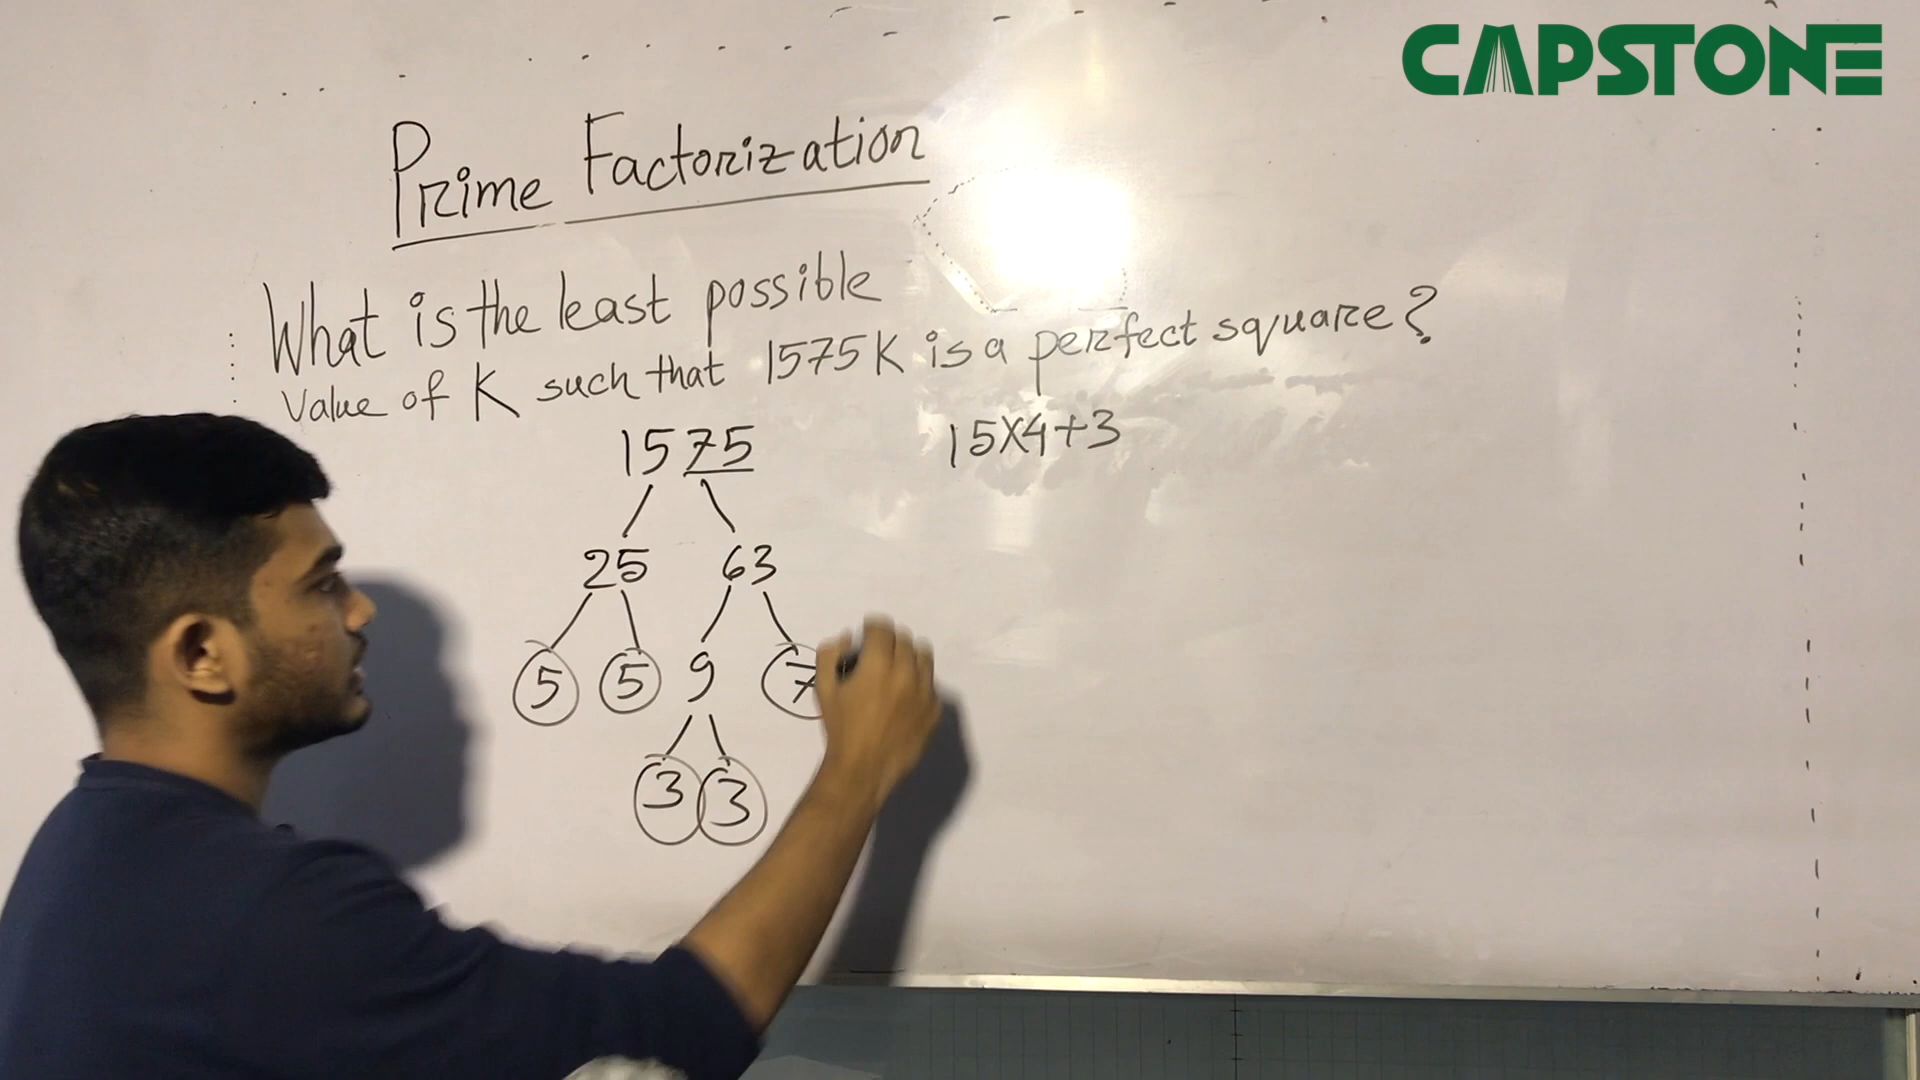 CAPSTONE
Prime Factorization
What is the least possible
Value of K such that 1575K is a perfect square?
1575
15X4+3
25 63
5 5 9 7
3 3